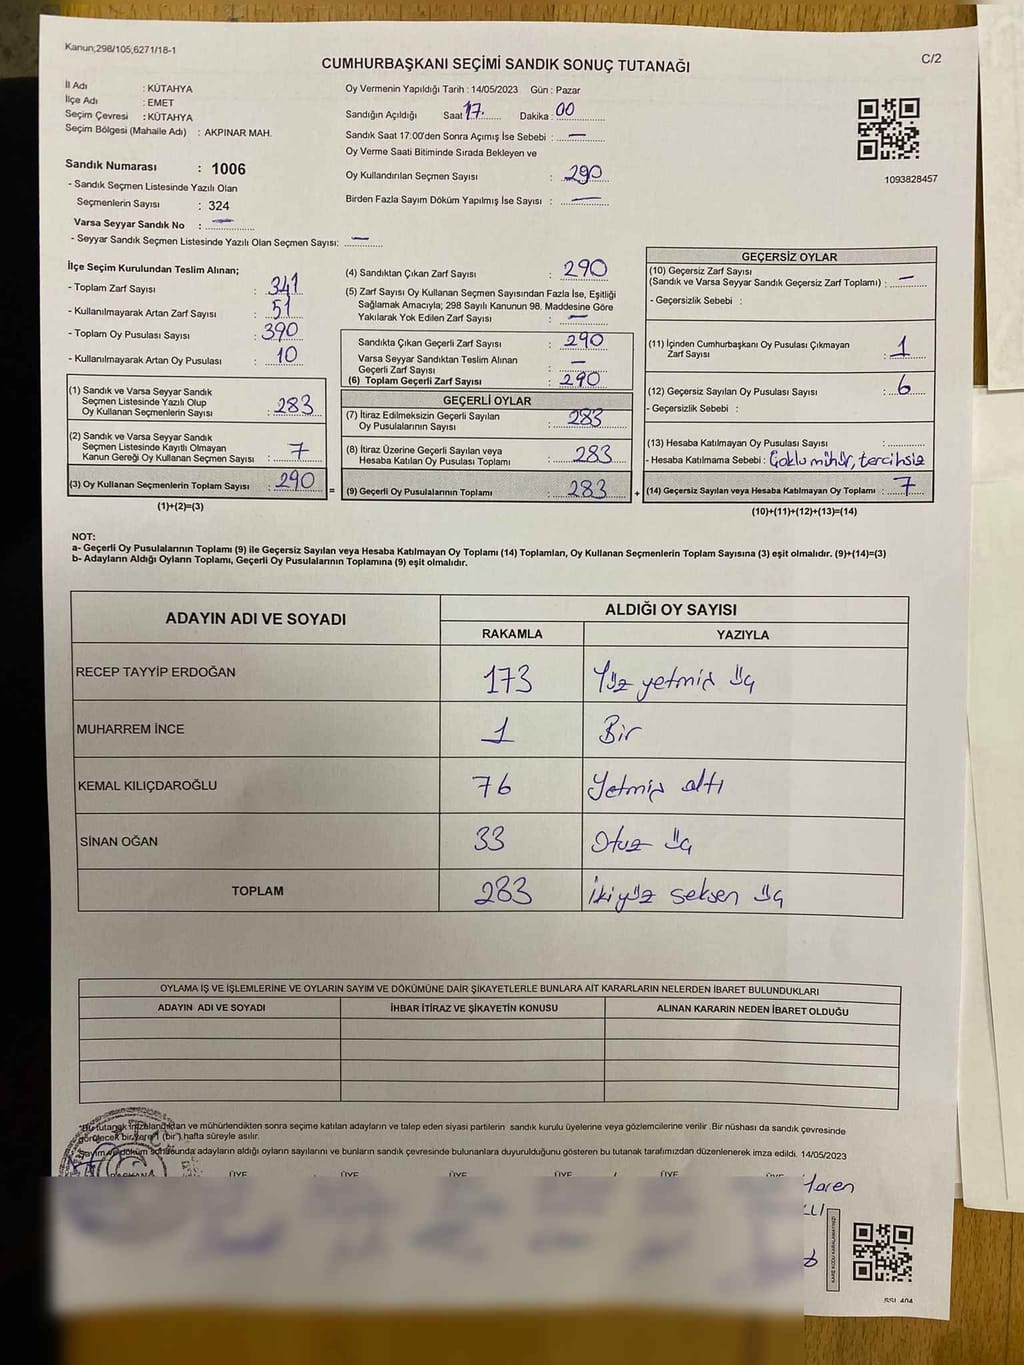 Kanun;298/105,6271/18-1
C/2
CUMHURBAŞKANI SEÇİMİ SANDIK SONUÇ TUTANAĞI
İl Adı : KÜTAHYA
İlçe Adı : EMET
Seçim Çevresi : KÜTAHYA
Seçim Bölgesi (Mahalle Adı) : AKPINAR MAH.
Sandık Numarası : 1006
- Sandık Seçmen Listesinde Yazılı Olan
Seçmenlerin Sayısı : 324
Varsa Seyyar Sandık No : —
- Seyyar Sandık Seçmen Listesinde Yazılı Olan Seçmen Sayısı: —
Oy Vermenin Yapıldığı Tarih : 14/05/2023 Gün : Pazar
Sandığın Açıldığı Saat 17. Dakika : 00
Sandık Saat 17:00'den Sonra Açımış İse Sebebi : —
Oy Verme Saati Bitiminde Sırada Bekleyen ve
Oy Kullandırılan Seçmen Sayısı : 290
Birden Fazla Sayım Döküm Yapılmış İse Sayısı : —
1093828457
İlçe Seçim Kurulundan Teslim Alınan;
- Toplam Zarf Sayısı : 341
- Kullanılmayarak Artan Zarf Sayısı : 51
- Toplam Oy Pusulası Sayısı : 390
- Kullanılmayarak Artan Oy Pusulası : 10
(1) Sandık ve Varsa Seyyar Sandık
Seçmen Listesinde Yazılı Olup
Oy Kullanan Seçmenlerin Sayısı : 283
(2) Sandık ve Varsa Seyyar Sandık
Seçmen Listesinde Kayıtlı Olmayan
Kanun Gereği Oy Kullanan Seçmen Sayısı : 7
(3) Oy Kullanan Seçmenlerin Toplam Sayısı : 290 =
(1)+(2)=(3)
(4) Sandıktan Çıkan Zarf Sayısı : 290
(5) Zarf Sayısı Oy Kullanan Seçmen Sayısından Fazla İse, Eşitliği
Sağlamak Amacıyla; 298 Sayılı Kanunun 98. Maddesine Göre
Yakılarak Yok Edilen Zarf Sayısı : —
Sandıkta Çıkan Geçerli Zarf Sayısı : 290
Varsa Seyyar Sandıktan Teslim Alınan
Geçerli Zarf Sayısı : —
(6) Toplam Geçerli Zarf Sayısı : 290
GEÇERLİ OYLAR
(7) İtiraz Edilmeksizin Geçerli Sayılan
Oy Pusulalarının Sayısı : 283
(8) İtiraz Üzerine Geçerli Sayılan veya
Hesaba Katılan Oy Pusulası Toplamı : 283
(9) Geçerli Oy Pusulalarının Toplamı : 283 +
GEÇERSİZ OYLAR
(10) Geçersiz Zarf Sayısı
(Sandık ve Varsa Seyyar Sandık Geçersiz Zarf Toplamı) : —
- Geçersizlik Sebebi :
(11) İçinden Cumhurbaşkanı Oy Pusulası Çıkmayan
Zarf Sayısı : 1
(12) Geçersiz Sayılan Oy Pusulası Sayısı : 6
- Geçersizlik Sebebi :
(13) Hesaba Katılmayan Oy Pusulası Sayısı :
- Hesaba Katılmama Sebebi : Çoklu mühür, tercihsiz
(14) Geçersiz Sayılan veya Hesaba Katılmayan Oy Toplamı : 7
(10)+(11)+(12)+(13)=(14)
NOT:
a- Geçerli Oy Pusulalarının Toplamı (9) ile Geçersiz Sayılan veya Hesaba Katılmayan Oy Toplamı (14) Toplamları, Oy Kullanan Seçmenlerin Toplam Sayısına (3) eşit olmalıdır. (9)+(14)=(3)
b- Adayların Aldığı Oyların Toplamı, Geçerli Oy Pusulalarının Toplamına (9) eşit olmalıdır.
ADAYIN ADI VE SOYADI
ALDIĞI OY SAYISI
RAKAMLA YAZIYLA
RECEP TAYYİP ERDOĞAN 173 Yüz yetmiş üç
MUHARREM İNCE 1 Bir
KEMAL KILIÇDAROĞLU 76 Yetmiş altı
SİNAN OĞAN 33 Otuz üç
TOPLAM 283 İkiyüz seksen üç
OYLAMA İŞ VE İŞLEMLERİNE VE OYLARIN SAYIM VE DÖKÜMÜNE DAİR ŞİKAYETLERLE BUNLARA AİT KARARLARIN NELERDEN İBARET BULUNDUKLARI
ADAYIN ADI VE SOYADI İHBAR İTİRAZ VE ŞİKAYETİN KONUSU ALINAN KARARIN NEDEN İBARET OLDUĞU
*Bu tutanak imzalandıktan ve mühürlendikten sonra seçime katılan adayların ve talep eden siyasi partilerin sandık kurulu üyelerine veya gözlemcilerine verilir .Bir nüshası da sandık çevresinde
görülecek bir yere 1 (bir) hafta süreyle asılır.
Sayım ve döküm sonusunda adayların aldığı oyların sayılarını ve bunların sandık çevresinde bulunanlara duyurulduğunu gösteren bu tutanak tarafımızdan düzenlenerek imza edildi. 14/05/2023
BAŞKAN ÜYE ÜYE ÜYE ÜYE ÜYE ÜYE
KARE KODU KARALAMAYINIZ!